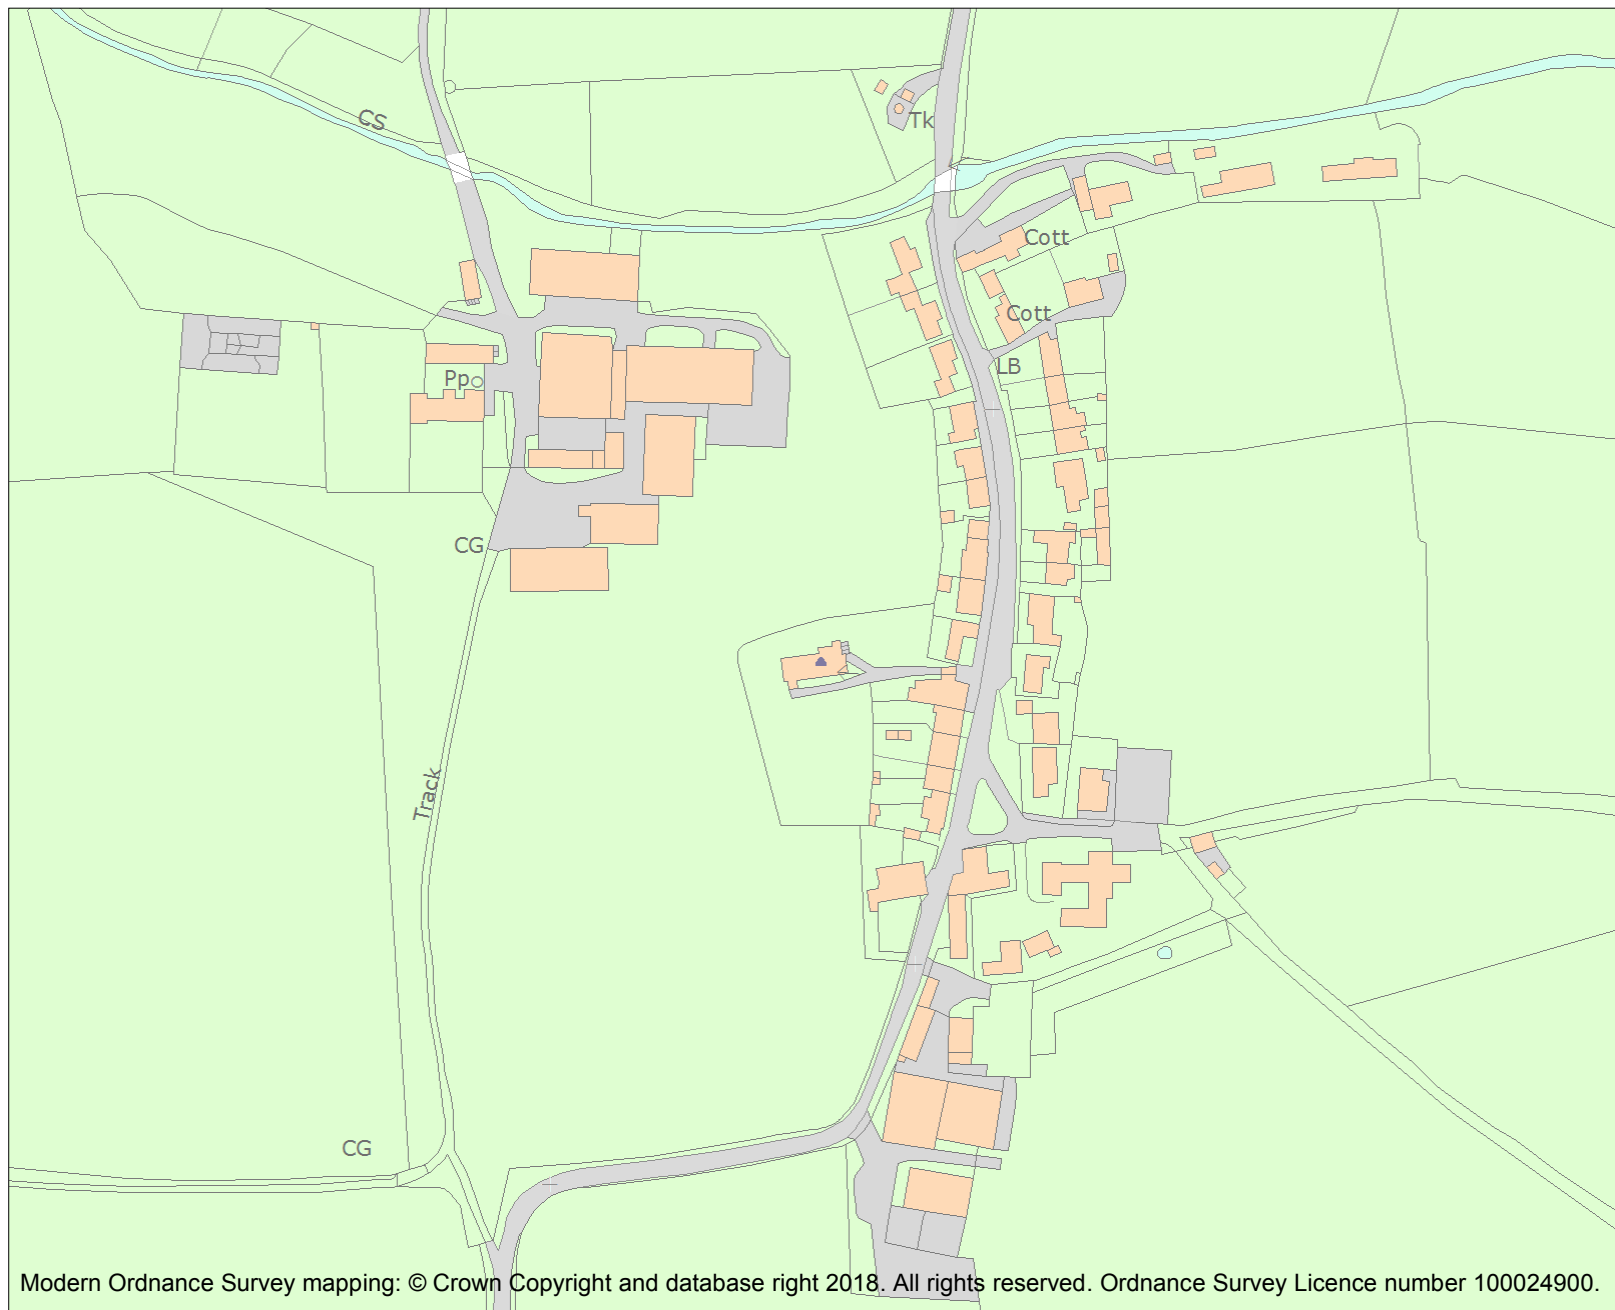 CS
Tk
Cott
Cott
LB
Pp
CG
Track
CG
Modern Ordnance Survey mapping: © Crown Copyright and database right 2018. All rights reserved. Ordnance Survey Licence number 100024900.